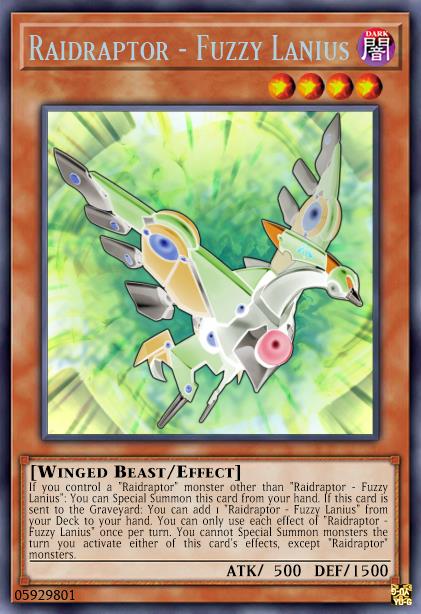 Raidraptor - Fuzzy Lanius
DARK
闇
[Winged Beast/Effect]
If you control a "Raidraptor" monster other than "Raidraptor - Fuzzy
Lanius": You can Special Summon this card from your hand. If this card is
sent to the Graveyard: You can add 1 "Raidraptor - Fuzzy Lanius" from
your Deck to your hand. You can only use each effect of "Raidraptor -
Fuzzy Lanius" once per turn. You cannot Special Summon monsters the
turn you activate either of this card's effects, except "Raidraptor"
monsters.
ATK/ 500 DEF/1500
05929801